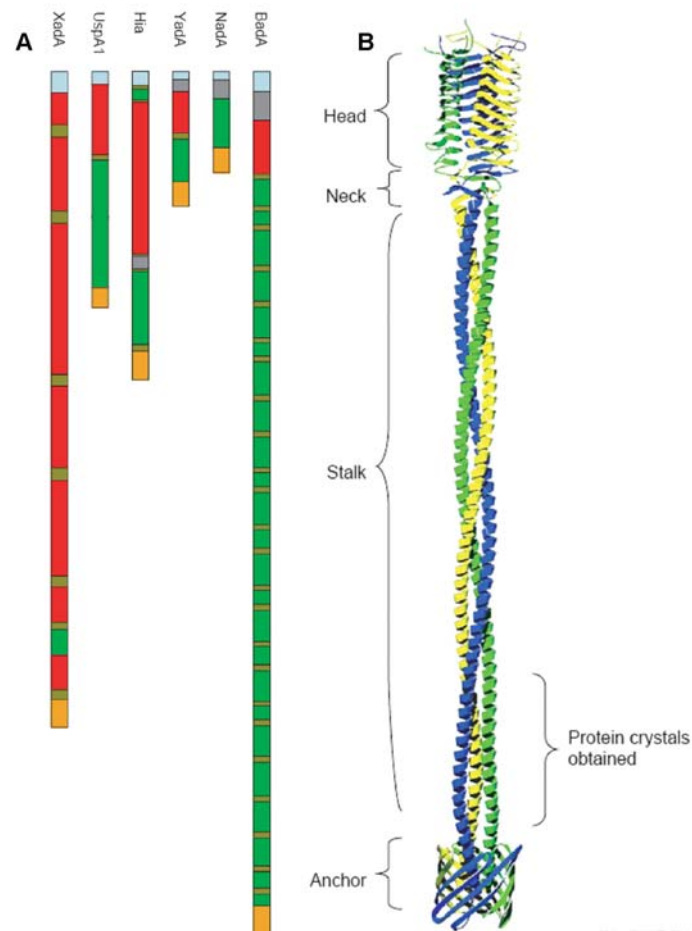 A
XadA
UspA1
Hia
YadA
NadA
BadA
B
Head
Neck
Stalk
Protein crystals
obtained
Anchor